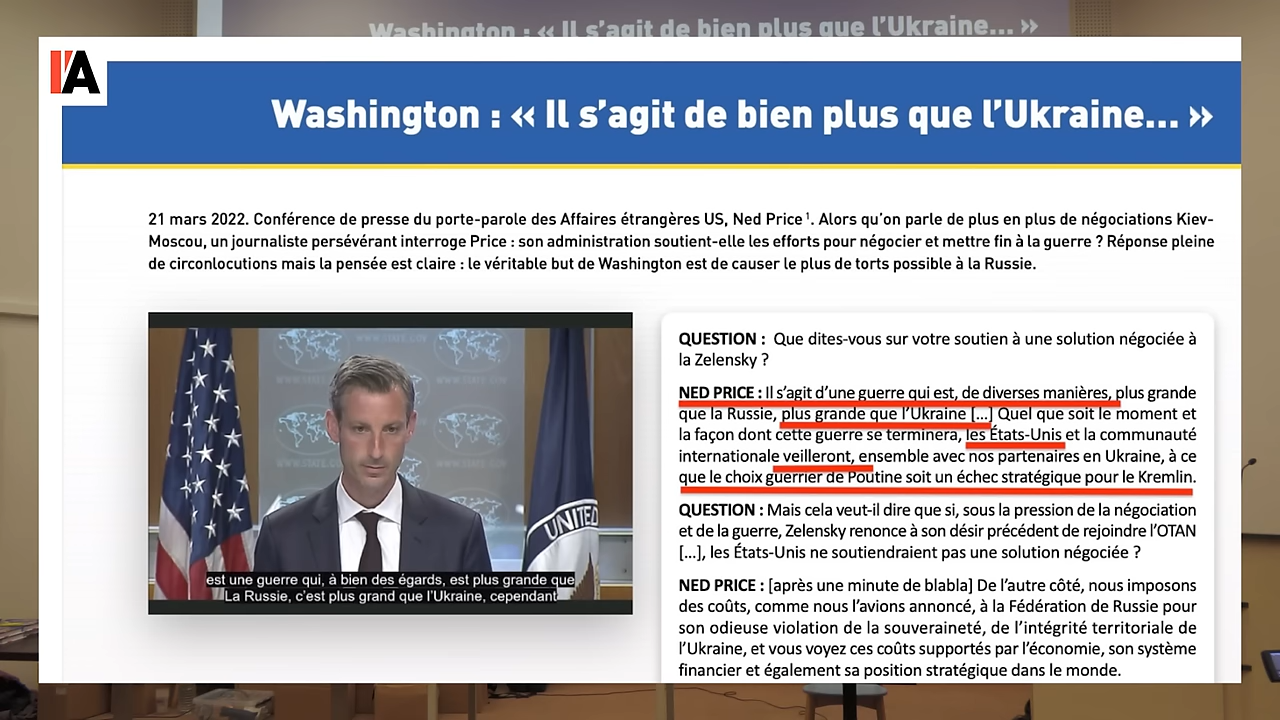 Washington : « Il s'agit de bien plus que l'Ukraine... »
I'A
Washington : « Il s'agit de bien plus que l'Ukraine... »
21 mars 2022. Conférence de presse du porte-parole des Affaires étrangères US, Ned Price¹. Alors qu'on parle de plus en plus de négociations Kiev-
Moscou, un journaliste persévérant interroge Price : son administration soutient-elle les efforts pour négocier et mettre fin à la guerre ? Réponse pleine
de circonlocutions mais la pensée est claire : le véritable but de Washington est de causer le plus de torts possible à la Russie.
est une guerre qui, à bien des égards, est plus grande que
La Russie, c'est plus grand que l'Ukraine, cependant
UNITED
QUESTION : Que dites-vous sur votre soutien à une solution négociée à
la Zelensky ?
NED PRICE : Il s'agit d'une guerre qui est, de diverses manières, plus grande
que la Russie, plus grande que l'Ukraine [...] Quel que soit le moment et
la façon dont cette guerre se terminera, les États-Unis et la communauté
internationale veilleront, ensemble avec nos partenaires en Ukraine, à ce
que le choix guerrier de Poutine soit un échec stratégique pour le Kremlin.
QUESTION : Mais cela veut-il dire que si, sous la pression de la négociation
et de la guerre, Zelensky renonce à son désir précédent de rejoindre l'OTAN
[...], les États-Unis ne soutiendraient pas une solution négociée ?
NED PRICE : [après une minute de blabla] De l'autre côté, nous imposons
des coûts, comme nous l'avions annoncé, à la Fédération de Russie pour
son odieuse violation de la souveraineté, de l'intégrité territoriale de
l'Ukraine, et vous voyez ces coûts supportés par l'économie, son système
financier et également sa position stratégique dans le monde.